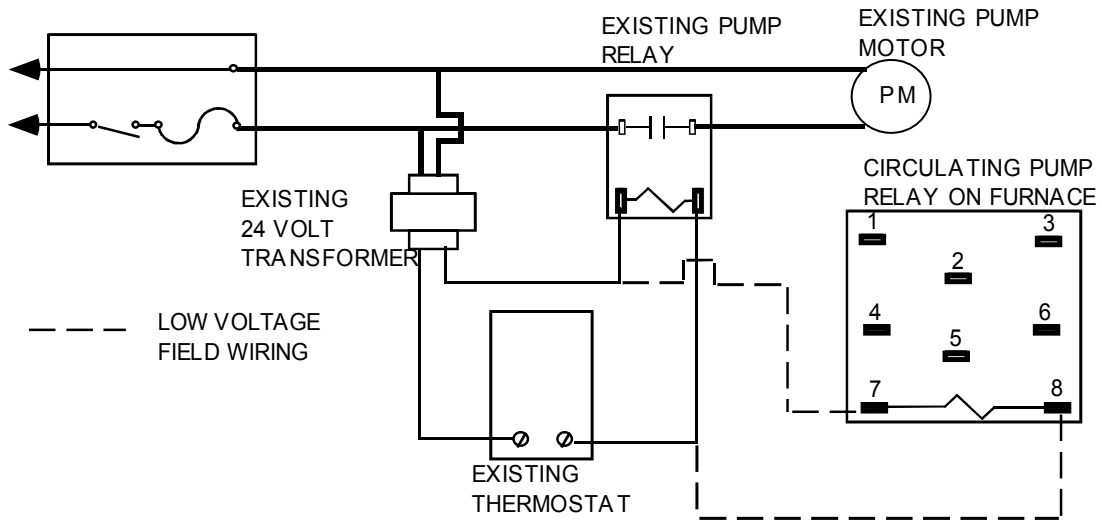 EXISTING PUMP
RELAY
EXISTING PUMP
MOTOR
PM
CIRCULATING PUMP
RELAY ON FURNACE
EXISTING
24 VOLT
TRANSFORMER
1
3
2
4
6
5
7
8
LOW VOLTAGE
FIELD WIRING
EXISTING
THERMOSTAT